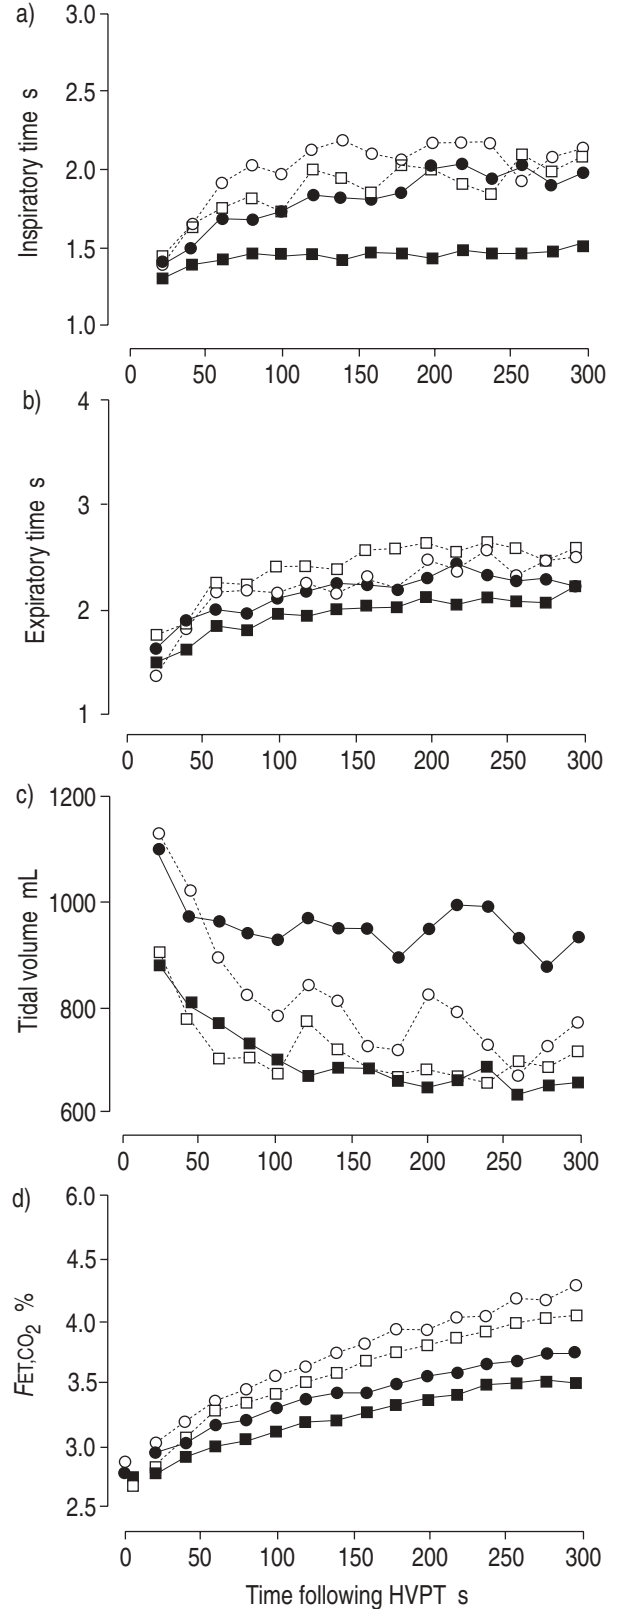 a)
3.0
2.5
2.0
1.5
1.0
Inspiratory time s
0 50 100 150 200 250 300
b)
4
3
2
1
Expiratory time s
0 50 100 150 200 250 300
c)
1200
1000
800
600
Tidal volume mL
0 50 100 150 200 250 300
d)
6.0
4.5
4.0
3.5
3.0
2.5
FET,CO2 %
0 50 100 150 200 250 300
Time following HVPT s